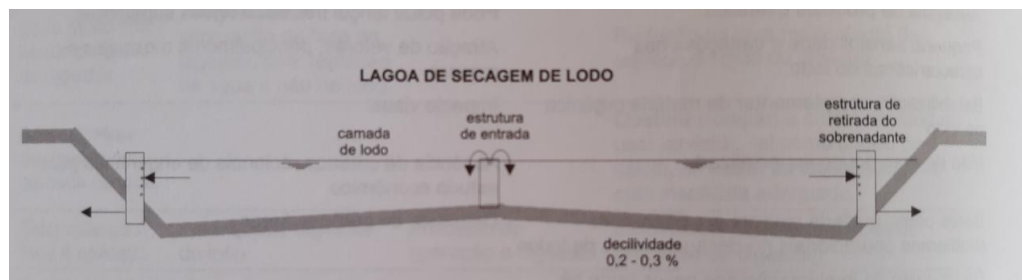 LAGOA DE SECAGEM DE LODO
camada
de lodo
estrutura
de entrada
estrutura de
retirada do
sobrenadante
decilividade
0,2 - 0,3 %